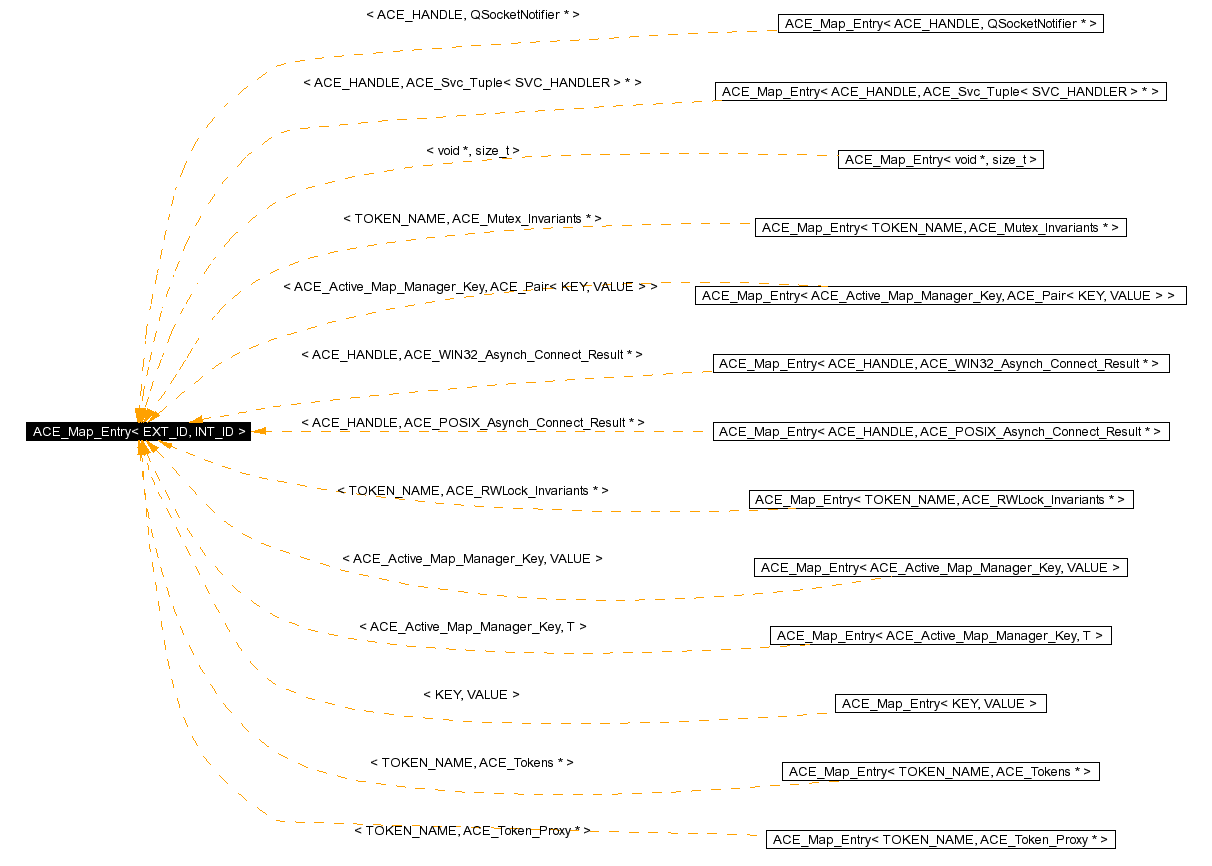 < ACE_HANDLE, QSocketNotifier * >
ACE_Map_Entry< ACE_HANDLE, QSocketNotifier * >
< ACE_HANDLE, ACE_Svc_Tuple< SVC_HANDLER > * >
ACE_Map_Entry< ACE_HANDLE, ACE_Svc_Tuple< SVC_HANDLER > * >
< void *, size_t >
ACE_Map_Entry< void *, size_t >
< TOKEN_NAME, ACE_Mutex_Invariants * >
ACE_Map_Entry< TOKEN_NAME, ACE_Mutex_Invariants * >
< ACE_Active_Map_Manager_Key, ACE_Pair< KEY, VALUE > >
ACE_Map_Entry< ACE_Active_Map_Manager_Key, ACE_Pair< KEY, VALUE > >
< ACE_HANDLE, ACE_WIN32_Asynch_Connect_Result * >
ACE_Map_Entry< ACE_HANDLE, ACE_WIN32_Asynch_Connect_Result * >
ACE_Map_Entry< EXT_ID, INT_ID >
< ACE_HANDLE, ACE_POSIX_Asynch_Connect_Result * >
ACE_Map_Entry< ACE_HANDLE, ACE_POSIX_Asynch_Connect_Result * >
< TOKEN_NAME, ACE_RWLock_Invariants * >
ACE_Map_Entry< TOKEN_NAME, ACE_RWLock_Invariants * >
< ACE_Active_Map_Manager_Key, VALUE >
ACE_Map_Entry< ACE_Active_Map_Manager_Key, VALUE >
< ACE_Active_Map_Manager_Key, T >
ACE_Map_Entry< ACE_Active_Map_Manager_Key, T >
< KEY, VALUE >
ACE_Map_Entry< KEY, VALUE >
< TOKEN_NAME, ACE_Tokens * >
ACE_Map_Entry< TOKEN_NAME, ACE_Tokens * >
< TOKEN_NAME, ACE_Token_Proxy * >
ACE_Map_Entry< TOKEN_NAME, ACE_Token_Proxy * >